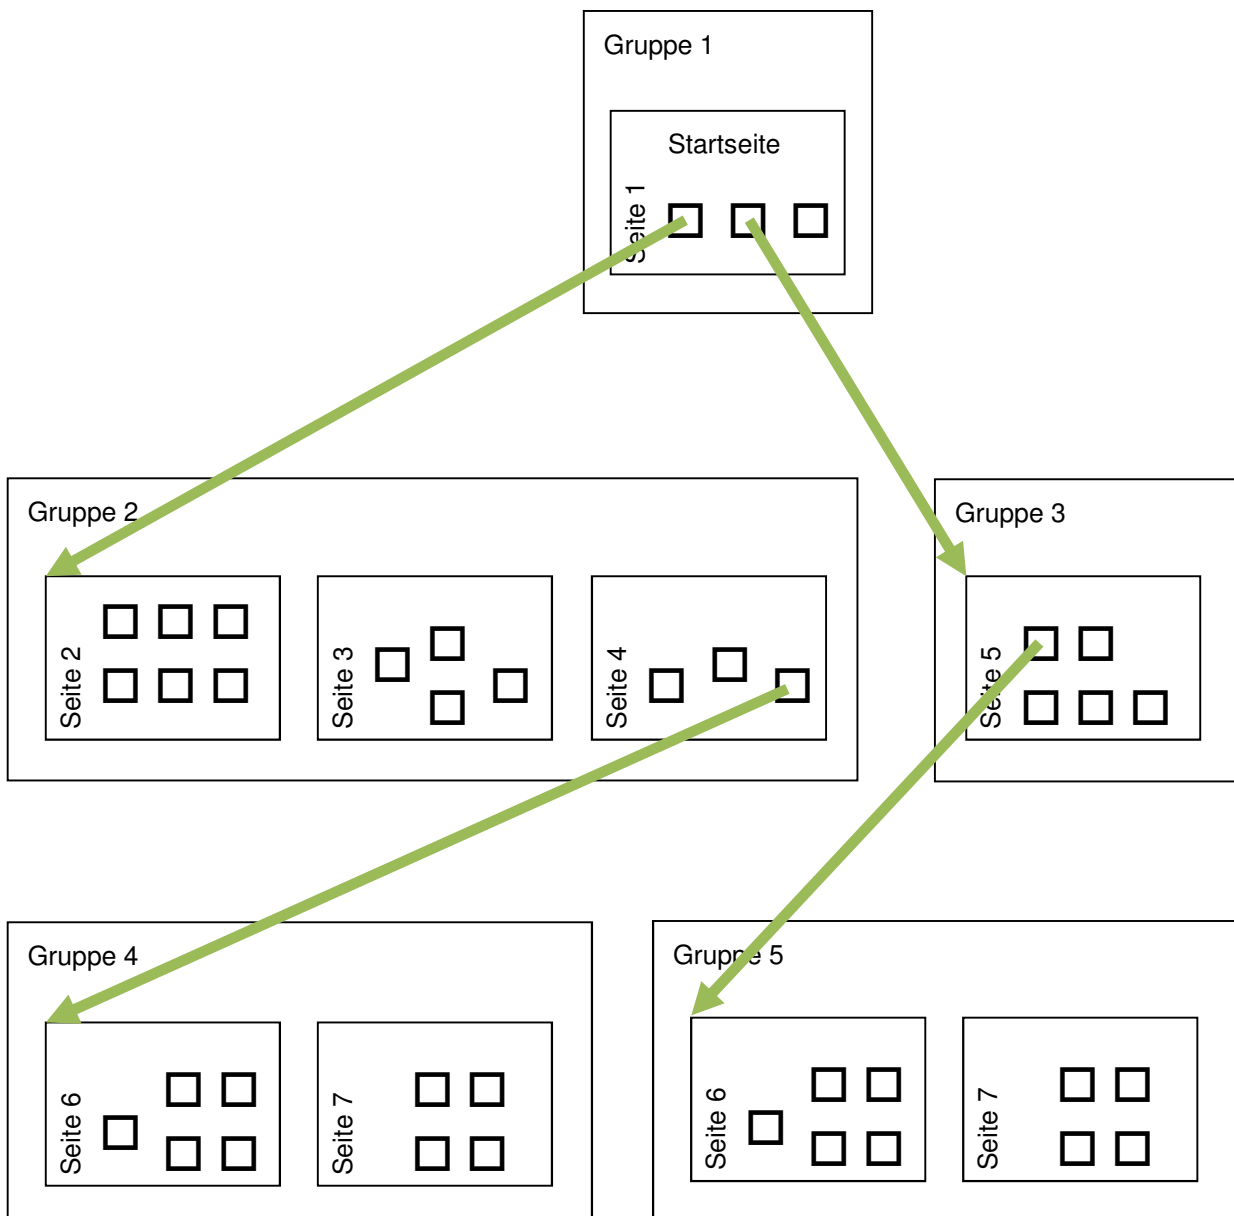 Gruppe 1
Startseite
Seite 1
Gruppe 2
Seite 2
Seite 3
Seite 4
Gruppe 3
Seite 5
Gruppe 4
Seite 6
Seite 7
Gruppe 5
Seite 6
Seite 7